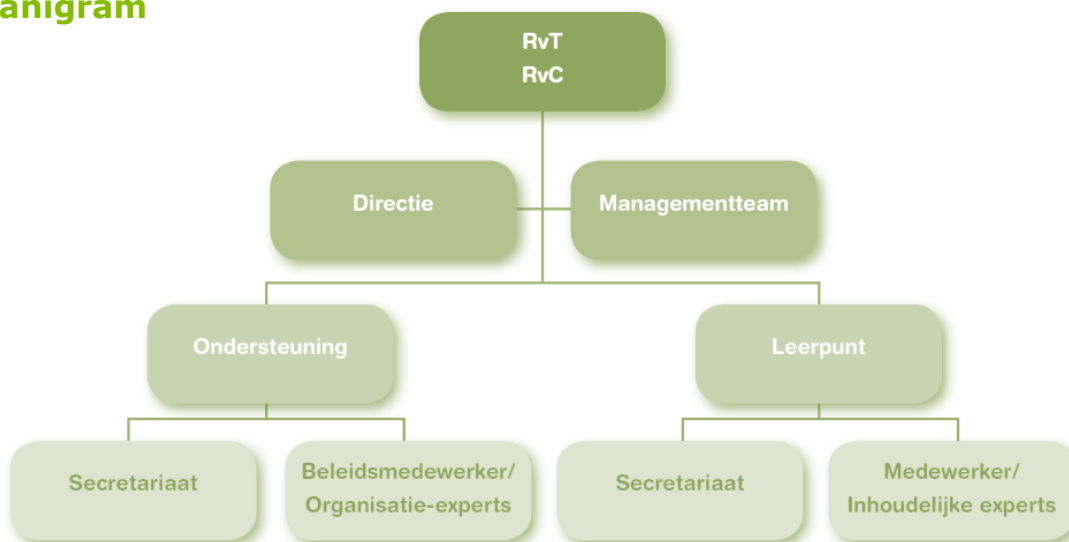 anigram
RvT
RvC
Directie
Managementteam
Ondersteuning
Leerpunt
Secretariaat
Beleidsmedewerker/
Organisatie-experts
Secretariaat
Medewerker/
Inhoudelijke experts